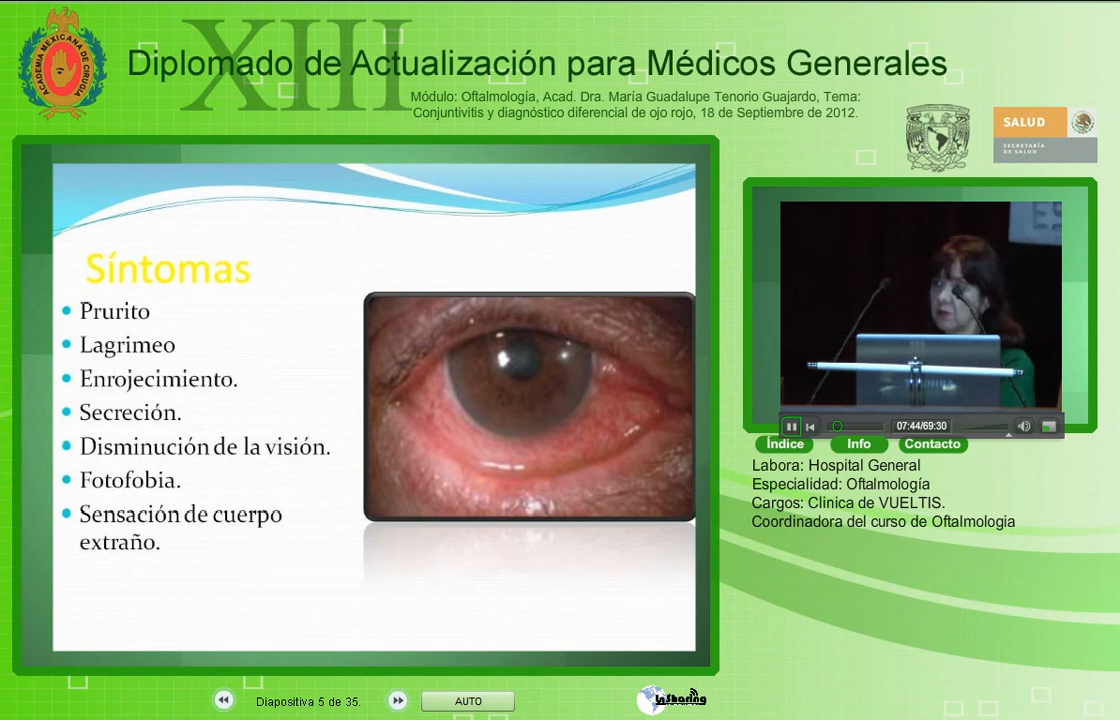 XIII
ACADEMIA MEXICANA DE CIRUGIA
Diplomado de Actualización para Médicos Generales
Módulo: Oftalmología, Acad. Dra. María Guadalupe Tenorio Guajardo, Tema:
Conjuntivitis y diagnóstico diferencial de ojo rojo, 18 de Septiembre de 2012.
SALUD
SECRETARÍA
DE SALUD
Síntomas
Prurito
Lagrimeo
Enrojecimiento.
Secreción.
Disminución de la visión.
Fotofobia.
Sensación de cuerpo
extraño.
07:44/69:30
Índice Info Contacto
Labora: Hospital General
Especialidad: Oftalmología
Cargos: Clinica de VUELTIS.
Coordinadora del curso de Oftalmologia
Diapositiva 5 de 35.
AUTO